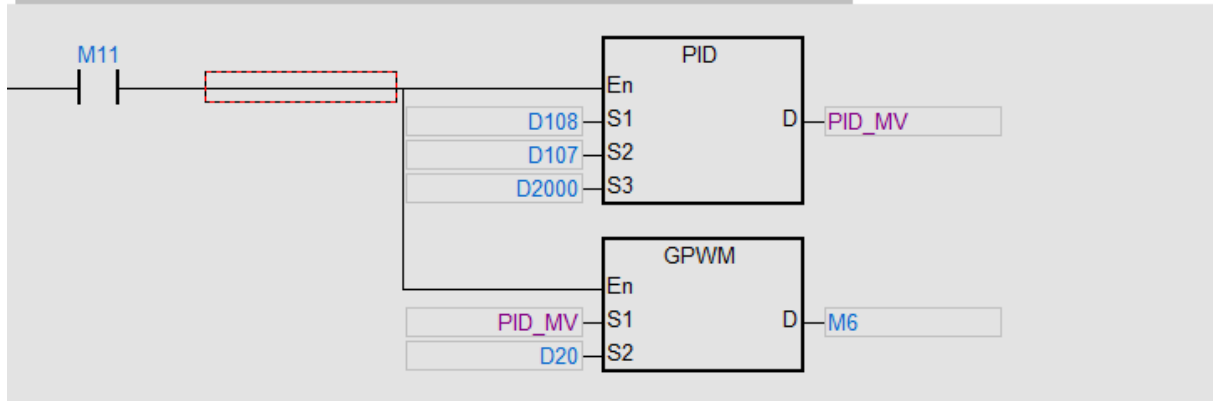 M11
PID
En
D108 S1 D PID_MV
D107 S2
D2000 S3
GPWM
En
PID_MV S1 D M6
D20 S2